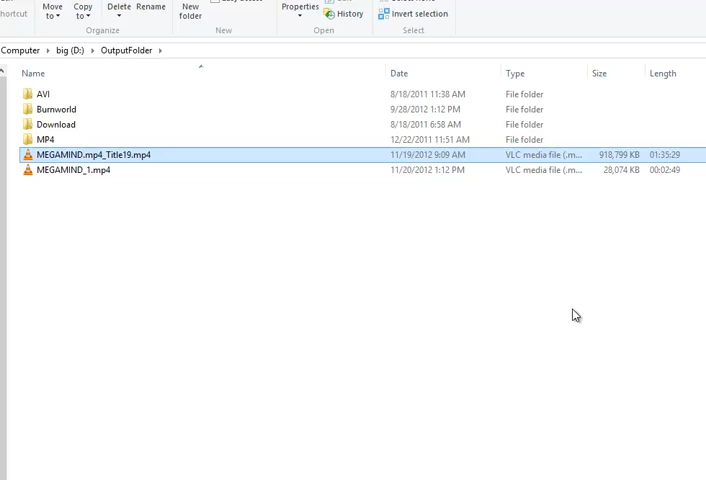 Shortcut
Move to
Copy to
Delete
Rename
New folder
Properties
History
Invert selection
Organize
New
Open
Select
Computer big (D:) OutputFolder
Name Date Type Size Length
AVI 8/18/2011 11:38 AM File folder
Burnworld 9/28/2012 1:12 PM File folder
Download 8/18/2011 6:58 AM File folder
MP4 12/22/2011 11:51 AM File folder
MEGAMIND.mp4_Title19.mp4 11/19/2012 9:09 AM VLC media file (.m... 918,799 KB 01:35:29
MEGAMIND_1.mp4 11/20/2012 1:12 PM VLC media file (.m... 28,074 KB 00:02:49